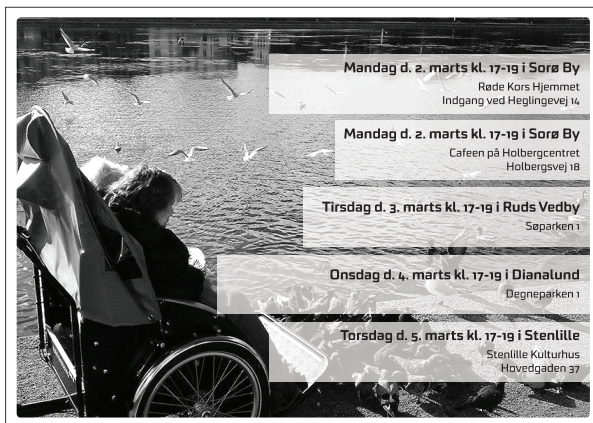 Mandag d. 2. marts kl. 17-19 i Sorø By
Røde Kors Hjemmet
Indgang ved Heglingevej 14
Mandag d. 2. marts kl. 17-19 i Sorø By
Cafeen på Holbergcentret
Holbergsvej 18
Tirsdag d. 3. marts kl. 17-19 i Ruds Vedby
Søparken 1
Onsdag d. 4. marts kl. 17-19 i Dianalund
Degneparken 1
Torsdag d. 5. marts kl. 17-19 i Stenlille
Stenlille Kulturhus
Hovedgaden 37